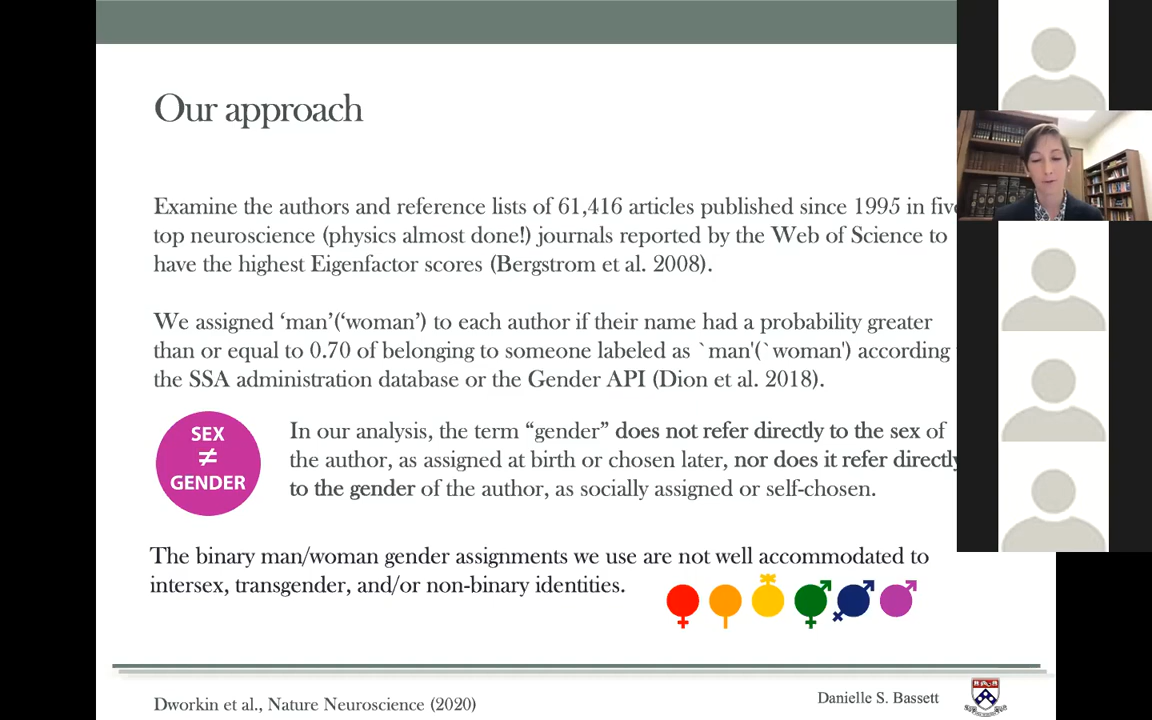 Our approach
Examine the authors and reference lists of 61,416 articles published since 1995 in five
top neuroscience (physics almost done!) journals reported by the Web of Science to
have the highest Eigenfactor scores (Bergstrom et al. 2008).
We assigned ‘man’(‘woman’) to each author if their name had a probability greater
than or equal to 0.70 of belonging to someone labeled as `man'(`woman') according
the SSA administration database or the Gender API (Dion et al. 2018).
SEX
≠
GENDER
In our analysis, the term “gender” does not refer directly to the sex of
the author, as assigned at birth or chosen later, nor does it refer directly
to the gender of the author, as socially assigned or self-chosen.
The binary man/woman gender assignments we use are not well accommodated to
intersex, transgender, and/or non-binary identities.
Dworkin et al., Nature Neuroscience (2020)
Danielle S. Bassett